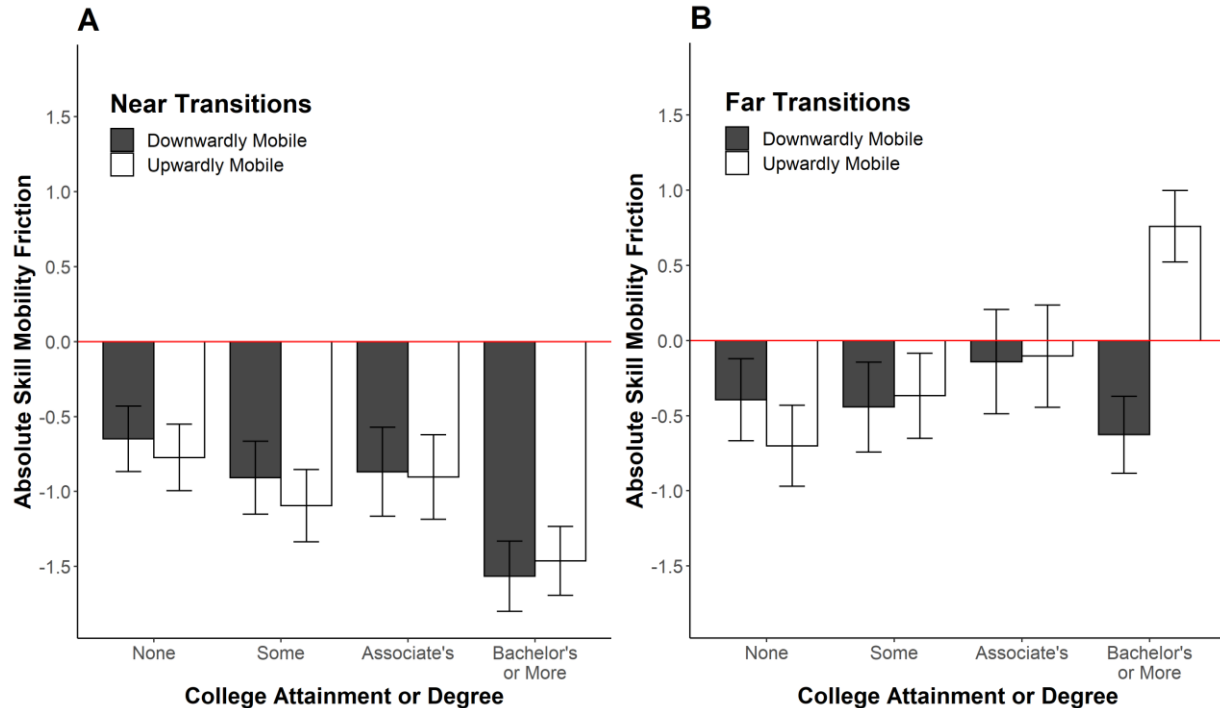 A
Near Transitions
Downwardly Mobile
Upwardly Mobile
Absolute Skill Mobility Friction
1.5
1.0
0.5
0.0
-0.5
-1.0
-1.5
None
Some
Associate's
Bachelor's
or More
College Attainment or Degree
B
Far Transitions
Downwardly Mobile
Upwardly Mobile
Absolute Skill Mobility Friction
1.5
1.0
0.5
0.0
-0.5
-1.0
-1.5
None
Some
Associate's
Bachelor's
or More
College Attainment or Degree